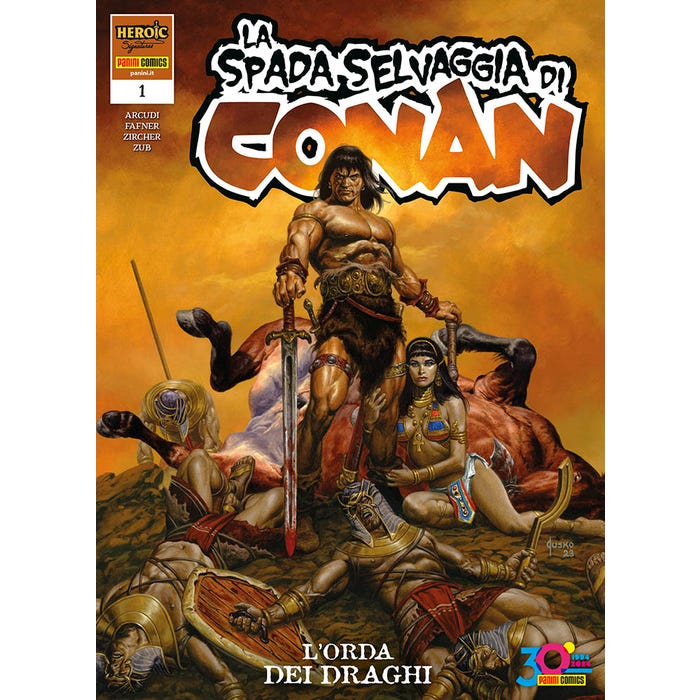 HEROIC
Signatures
PANINI COMICS
panini.it
1
ARCUDI
FAFNER
ZIRCHER
ZUB
LA
SPADA SELVAGGIA DI
CONAN
JUSKO
23
L'ORDA
DEI DRAGHI
30
1994
2024
PANINI COMICS